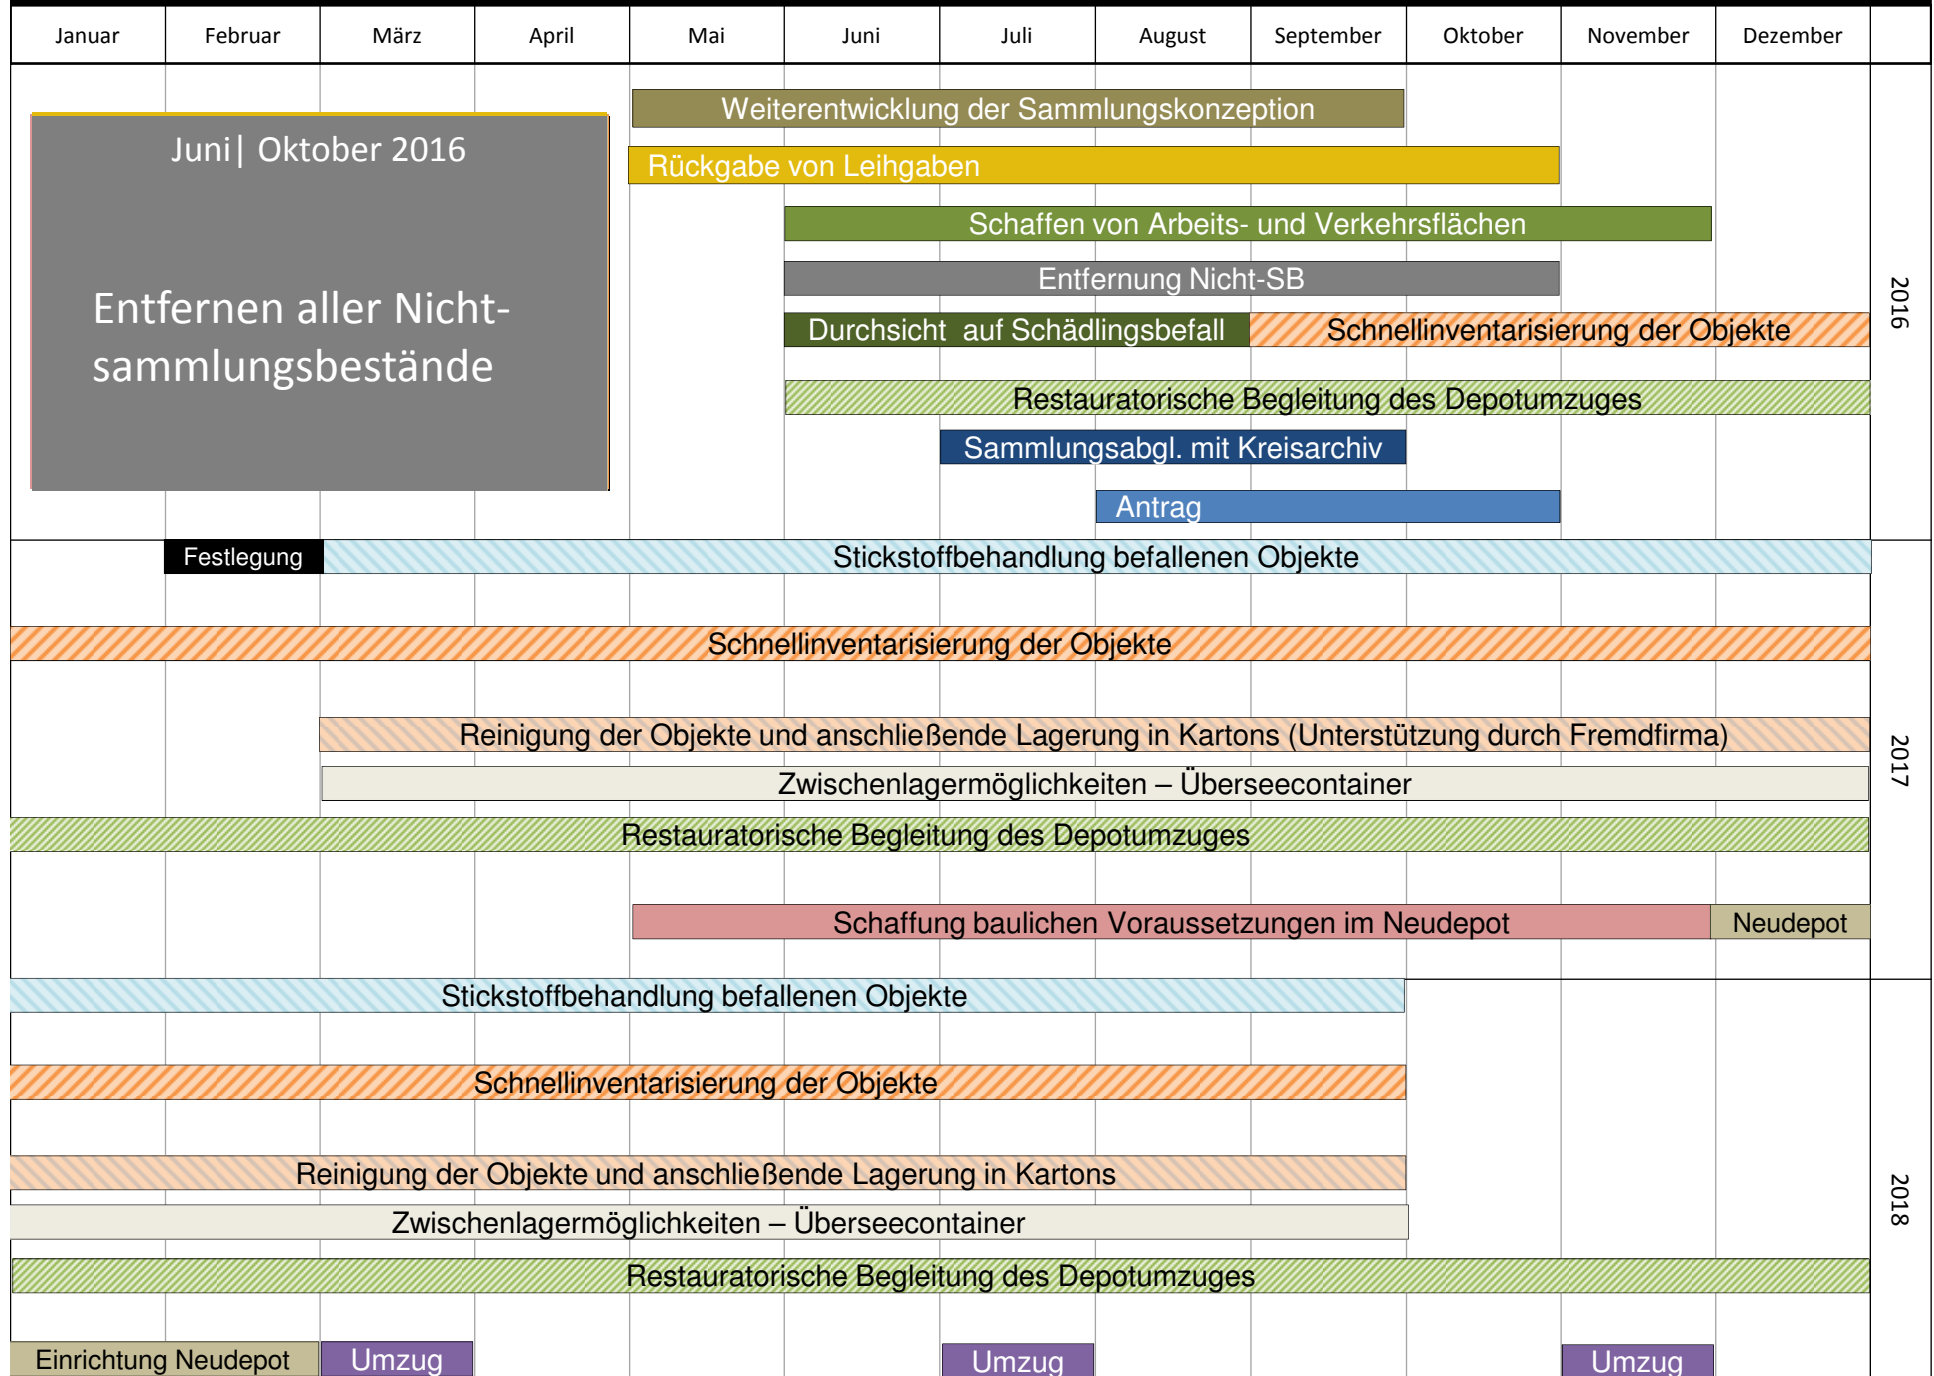 Januar Februar März April Mai Juni Juli August September Oktober November Dezember
Juni| Oktober 2016
Entfernen aller Nicht-
sammlungsbestände
Weiterentwicklung der Sammlungskonzeption
Rückgabe von Leihgaben
Schaffen von Arbeits- und Verkehrsflächen
Entfernung Nicht-SB
Durchsicht auf Schädlingsbefall Schnellinventarisierung der Objekte
Restauratorische Begleitung des Depotumzuges
Sammlungsabgl. mit Kreisarchiv
Antrag
2016
Festlegung Stickstoffbehandlung befallenen Objekte
Schnellinventarisierung der Objekte
Reinigung der Objekte und anschließende Lagerung in Kartons (Unterstützung durch Fremdfirma)
Zwischenlagermöglichkeiten – Überseecontainer
Restauratorische Begleitung des Depotumzuges
Schaffung baulichen Voraussetzungen im Neudepot Neudepot
2017
Stickstoffbehandlung befallenen Objekte
Schnellinventarisierung der Objekte
Reinigung der Objekte und anschließende Lagerung in Kartons
Zwischenlagermöglichkeiten – Überseecontainer
Restauratorische Begleitung des Depotumzuges
Einrichtung Neudepot Umzug Umzug Umzug
2018